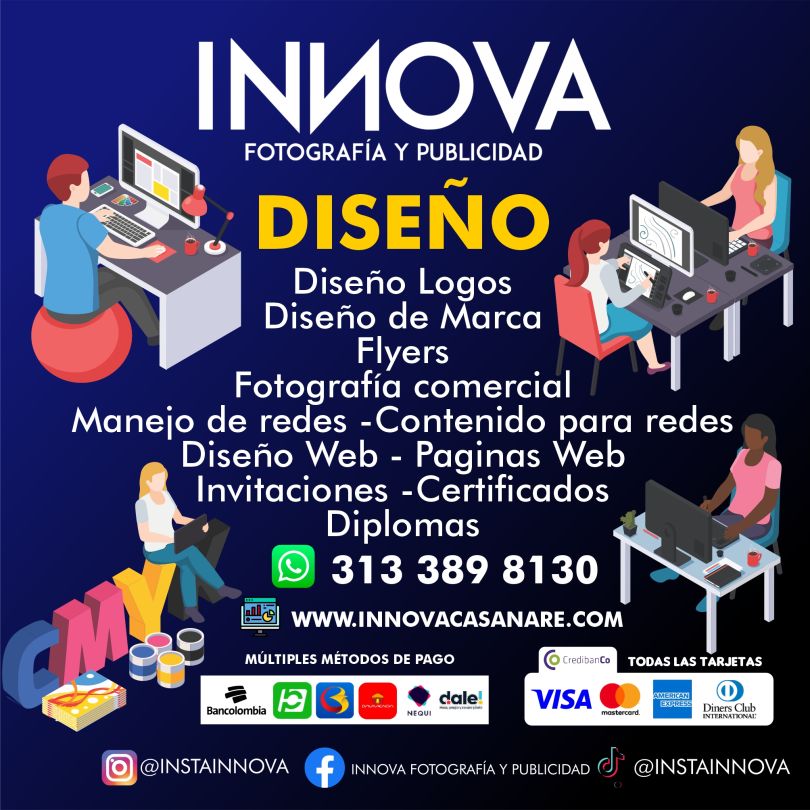 INNOVA
FOTOGRAFÍA Y PUBLICIDAD
DISEÑO
Diseño Logos
Diseño de Marca
Flyers
Fotografía comercial
Manejo de redes -Contenido para redes
Diseño Web - Paginas Web
Invitaciones -Certificados
Diplomas
313 389 8130
WWW.INNOVACASANARE.COM
CMYK
MÚLTIPLES MÉTODOS DE PAGO
CredibanCo TODAS LAS TARJETAS
Bancolombia DAVIVIENDA NEQUI dale!
VISA mastercard. AMERICAN EXPRESS Diners Club INTERNATIONAL
@INSTAINNOVA INNOVA FOTOGRAFÍA Y PUBLICIDAD @INSTAINNOVA